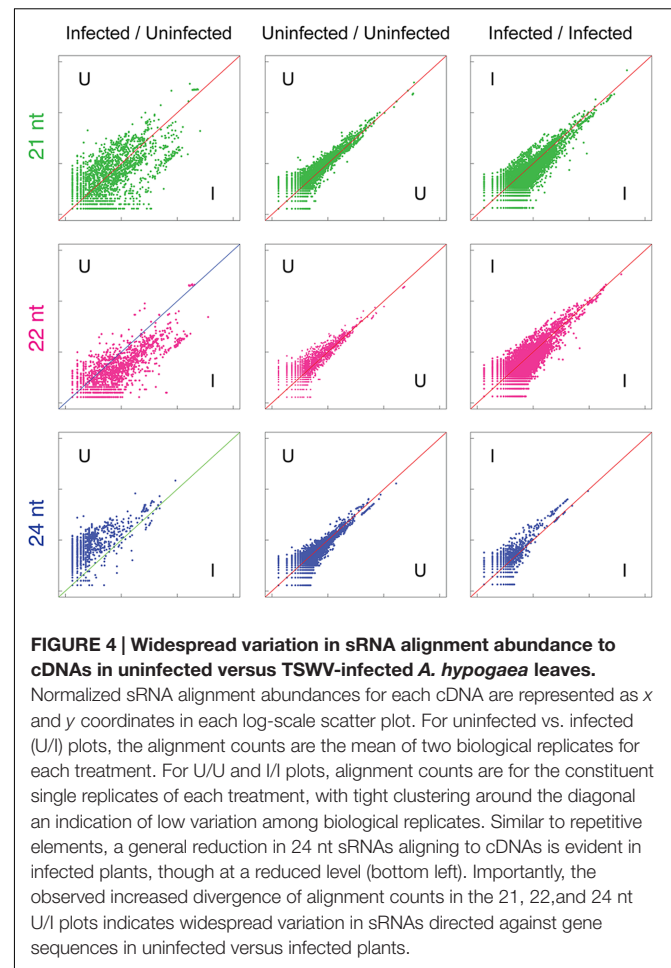 Infected / Uninfected
Uninfected / Uninfected
Infected / Infected
21 nt
U
I
U
U
I
I
22 nt
U
I
U
U
I
I
24 nt
U
I
U
U
I
I
FIGURE 4 | Widespread variation in sRNA alignment abundance to
cDNAs in uninfected versus TSWV-infected A. hypogaea leaves.
Normalized sRNA alignment abundances for each cDNA are represented as x
and y coordinates in each log-scale scatter plot. For uninfected vs. infected
(U/I) plots, the alignment counts are the mean of two biological replicates for
each treatment. For U/U and I/I plots, alignment counts are for the constituent
single replicates of each treatment, with tight clustering around the diagonal
an indication of low variation among biological replicates. Similar to repetitive
elements, a general reduction in 24 nt sRNAs aligning to cDNAs is evident in
infected plants, though at a reduced level (bottom left). Importantly, the
observed increased divergence of alignment counts in the 21, 22,and 24 nt
U/I plots indicates widespread variation in sRNAs directed against gene
sequences in uninfected versus infected plants.